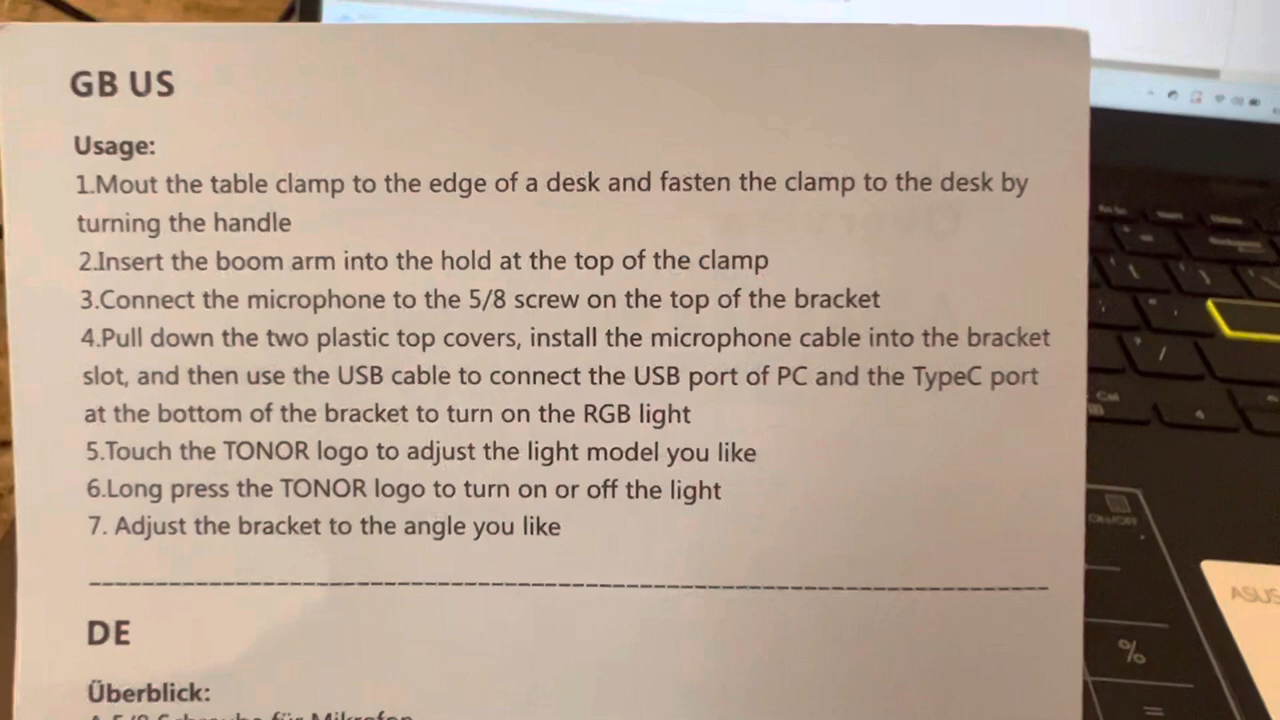 GB US
Usage:
1.Mout the table clamp to the edge of a desk and fasten the clamp to the desk by
turning the handle
2.Insert the boom arm into the hold at the top of the clamp
3.Connect the microphone to the 5/8 screw on the top of the bracket
4.Pull down the two plastic top covers, install the microphone cable into the bracket
slot, and then use the USB cable to connect the USB port of PC and the TypeC port
at the bottom of the bracket to turn on the RGB light
5.Touch the TONOR logo to adjust the light model you like
6.Long press the TONOR logo to turn on or off the light
7. Adjust the bracket to the angle you like
DE
Überblick:
A.5/8 Schraube für Mikrofon
ASUS
%
=